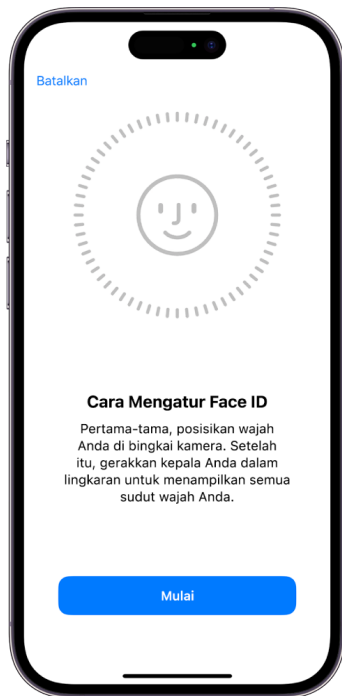 Batalkan
Cara Mengatur Face ID
Pertama-tama, posisikan wajah
Anda di bingkai kamera. Setelah
itu, gerakkan kepala Anda dalam
lingkaran untuk menampilkan semua
sudut wajah Anda.
Mulai